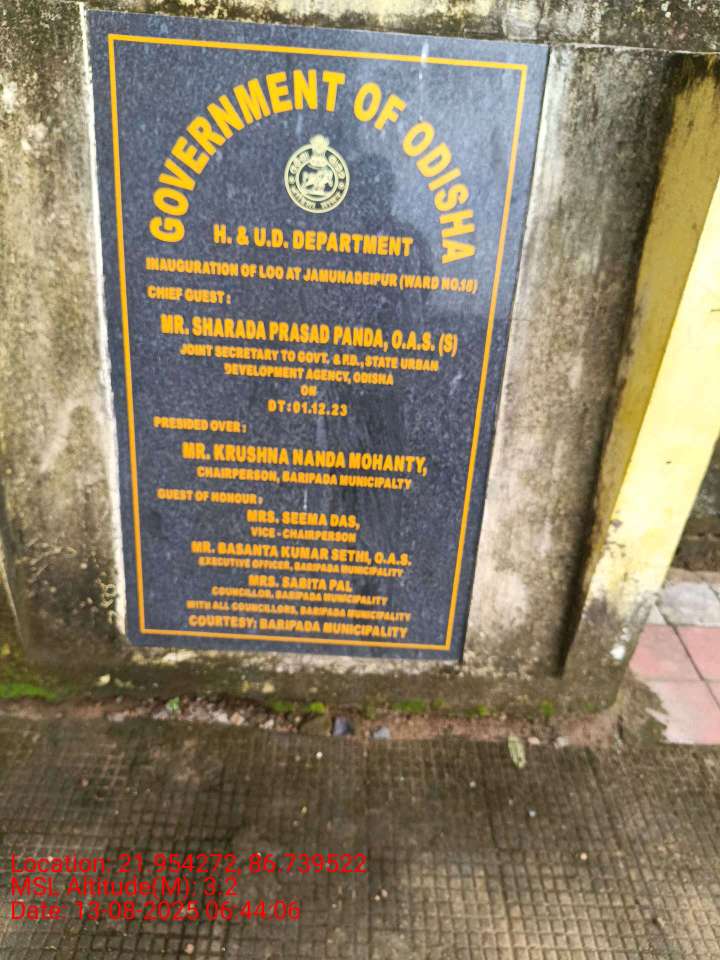 GOVERNMENT OF ODISHA
H. & U.D. DEPARTMENT
INAUGURATION OF LOO AT JAMUNADEIPUR (WARD NO.18)
CHIEF GUEST :
MR. SHARADA PRASAD PANDA, O.A.S. (S)
JOINT SECRETARY TO GOVT. & P.D., STATE URBAN
DEVELOPMENT AGENCY, ODISHA
ON
DT:01.12.23
PRESIDED OVER :
MR. KRUSHNA NANDA MOHANTY,
CHAIRPERSON, BARIPADA MUNICIPALTY
GUEST OF HONOUR ,
MRS. SEEMA DAS,
VICE - CHAIRPERSON
MR. BASANTA KUMAR SETHI, O.A.S.
EXECUTIVE OFFICER, BARIPADA MUNICIPALITY
MRS. SABITA PAL
COUNCILLOR, BARIPADA MUNICIPALITY
WITH ALL COUNCILLORS, BARIPADA MUNICIPALITY
COURTESY: BARIPADA MUNICIPALITY
Location: 21.954272, 86.739522
MSL Altitude(M): 3.2
Date: 13-08-2025 06:44:06